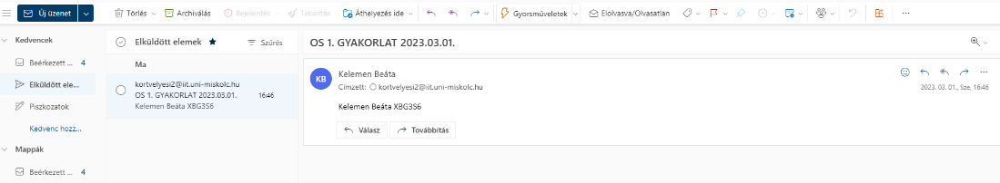 Új üzenet Törlés Archiválás Bejelentés Takarítás Áthelyezés ide Gyorsműveletek Elolvasva/Olvasatlan
Kedvencek
Beérkezett ... 4
Elküldött ele...
Piszkozatok
Kedvenc hozz...
Mappák
Beérkezett ... 4
Elküldött elemek Szűrés
Ma
kortvelyesi2@iit.uni-miskolc.hu
OS 1. GYAKORLAT 2023.03.01. 16:46
Kelemen Beáta XBG3S6
OS 1. GYAKORLAT 2023.03.01.
KB
Kelemen Beáta
Címzett: kortvelyesi2@iit.uni-miskolc.hu
2023. 03. 01., Sze, 16:46
Kelemen Beáta XBG3S6
Válasz Továbbítás